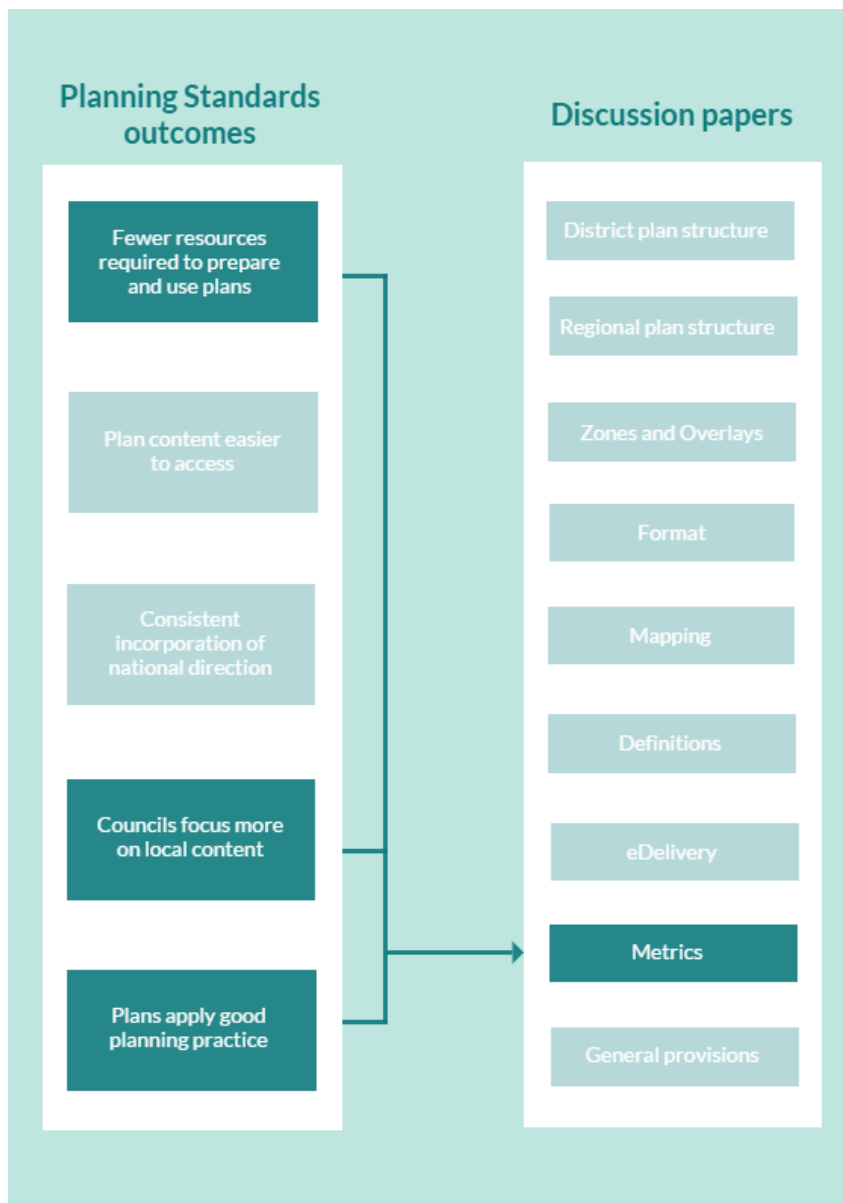 Planning Standards
outcomes
Fewer resources
required to prepare
and use plans
Plan content easier
to access
Consistent
incorporation of
national direction
Councils focus more
on local content
Plans apply good
planning practice
Discussion papers
District plan structure
Regional plan structure
Zones and Overlays
Format
Mapping
Definitions
eDelivery
Metrics
General provisions